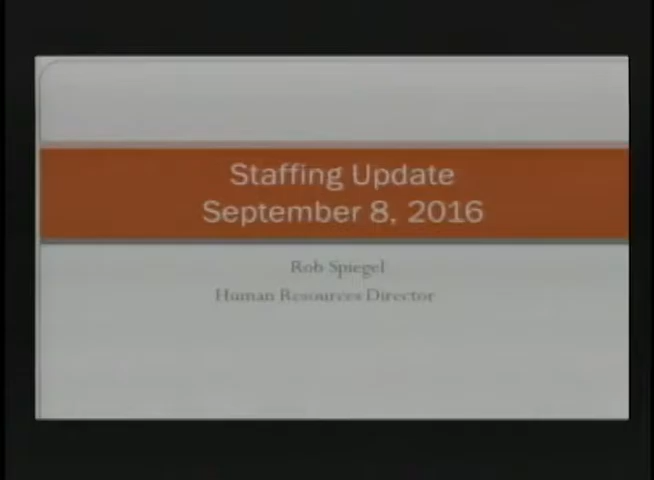 Staffing Update
September 8, 2016
Rob Spiegel
Human Resources Director